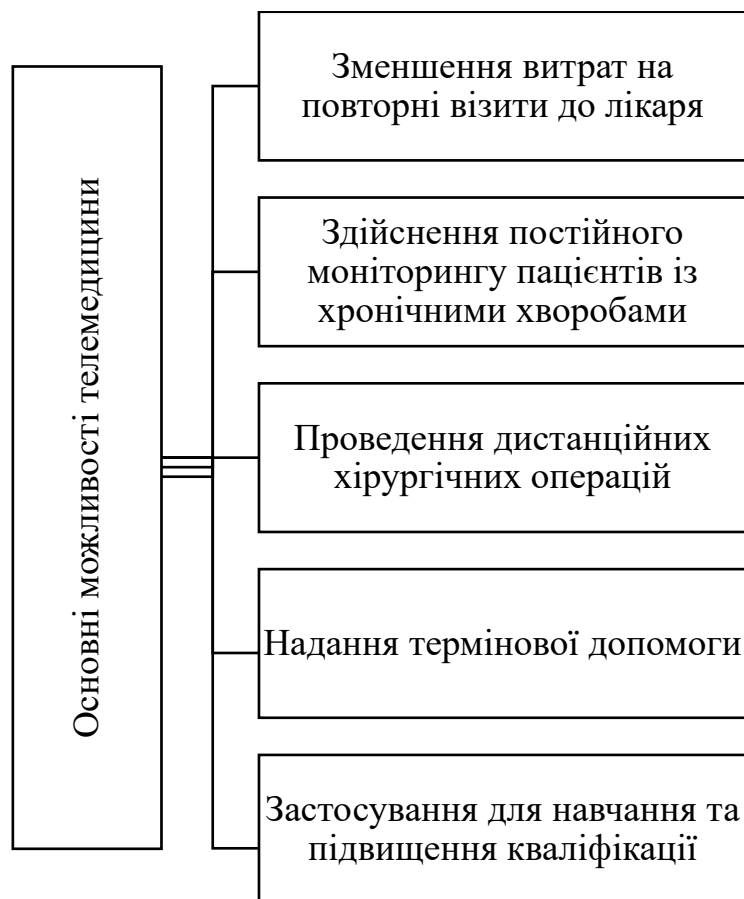 Основні можливості телемедицини
Зменшення витрат на
повторні візити до лікаря
Здійснення постійного
моніторингу пацієнтів із
хронічними хворобами
Проведення дистанційних
хірургічних операцій
Надання термінової допомоги
Застосування для навчання та
підвищення кваліфікації